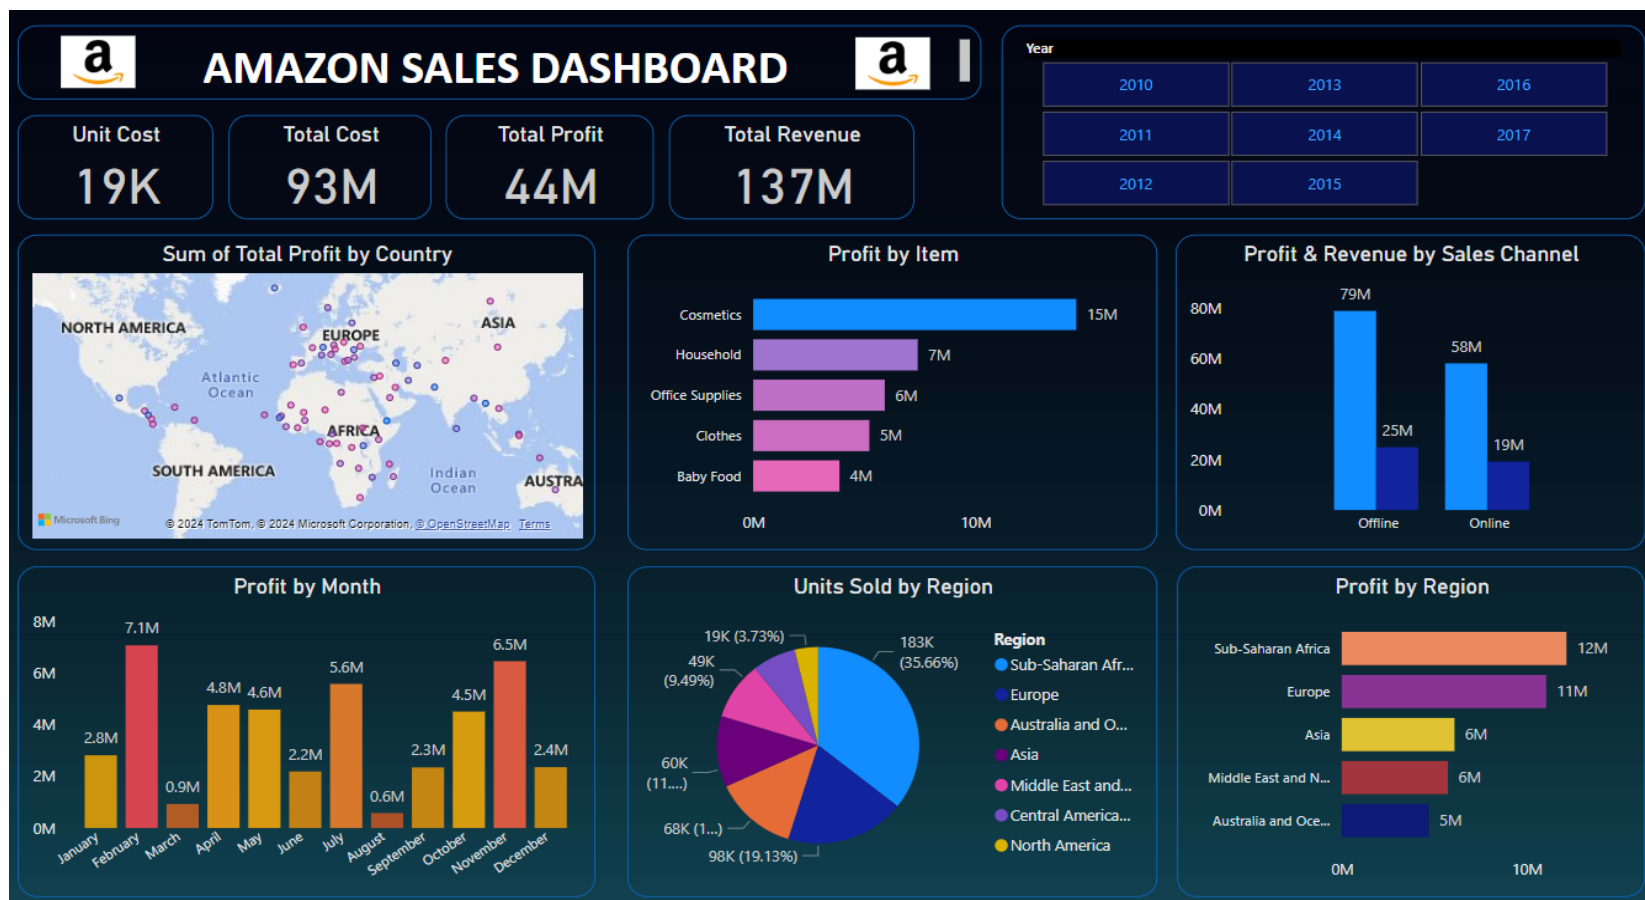 a
AMAZON SALES DASHBOARD
a
Year
2010
2013
2016
2011
2014
2017
2012
2015
Unit Cost
19K
Total Cost
93M
Total Profit
44M
Total Revenue
137M
Sum of Total Profit by Country
NORTH AMERICA
EUROPE
ASIA
Atlantic
Ocean
AFRICA
SOUTH AMERICA
Indian
Ocean
AUSTRA
Microsoft Bing
© 2024 TomTom, © 2024 Microsoft Corporation, © OpenStreetMap Terms
Profit by Item
Cosmetics 15M
Household 7M
Office Supplies 6M
Clothes 5M
Baby Food 4M
0M 10M
Profit & Revenue by Sales Channel
80M
60M
40M
20M
0M
79M
25M
58M
19M
Offline Online
Profit by Month
8M
6M
4M
2M
0M
2.8M
7.1M
0.9M
4.8M
4.6M
2.2M
5.6M
0.6M
2.3M
4.5M
6.5M
2.4M
January
February
March
April
May
June
July
August
September
October
November
December
Units Sold by Region
183K
(35.66%)
98K (19.13%)
68K (1...)
60K
(11....)
49K
(9.49%)
19K (3.73%)
Region
Sub-Saharan Afr...
Europe
Australia and O...
Asia
Middle East and...
Central America...
North America
Profit by Region
Sub-Saharan Africa 12M
Europe 11M
Asia 6M
Middle East and N... 6M
Australia and Oce... 5M
0M 10M